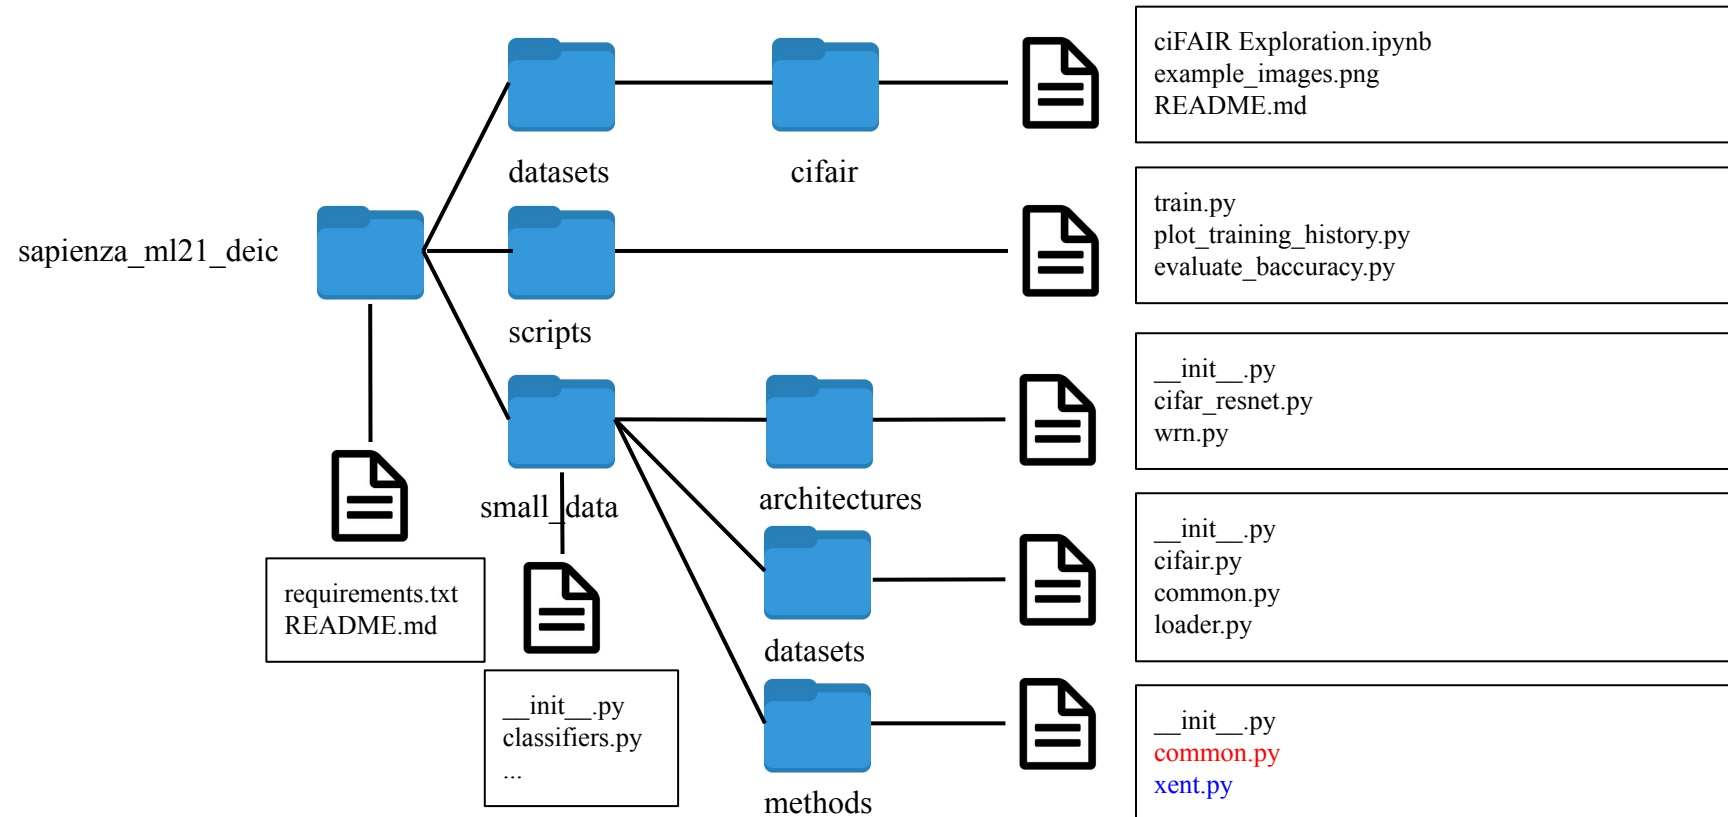 ciFAIR Exploration.ipynb
example_images.png
README.md
datasets
cifair
train.py
plot_training_history.py
evaluate_baccuracy.py
sapienza_ml21_deic
scripts
__init__.py
cifar_resnet.py
wrn.py
small_data
architectures
__init__.py
cifair.py
common.py
loader.py
requirements.txt
README.md
datasets
__init__.py
classifiers.py
...
__init__.py
common.py
xent.py
methods